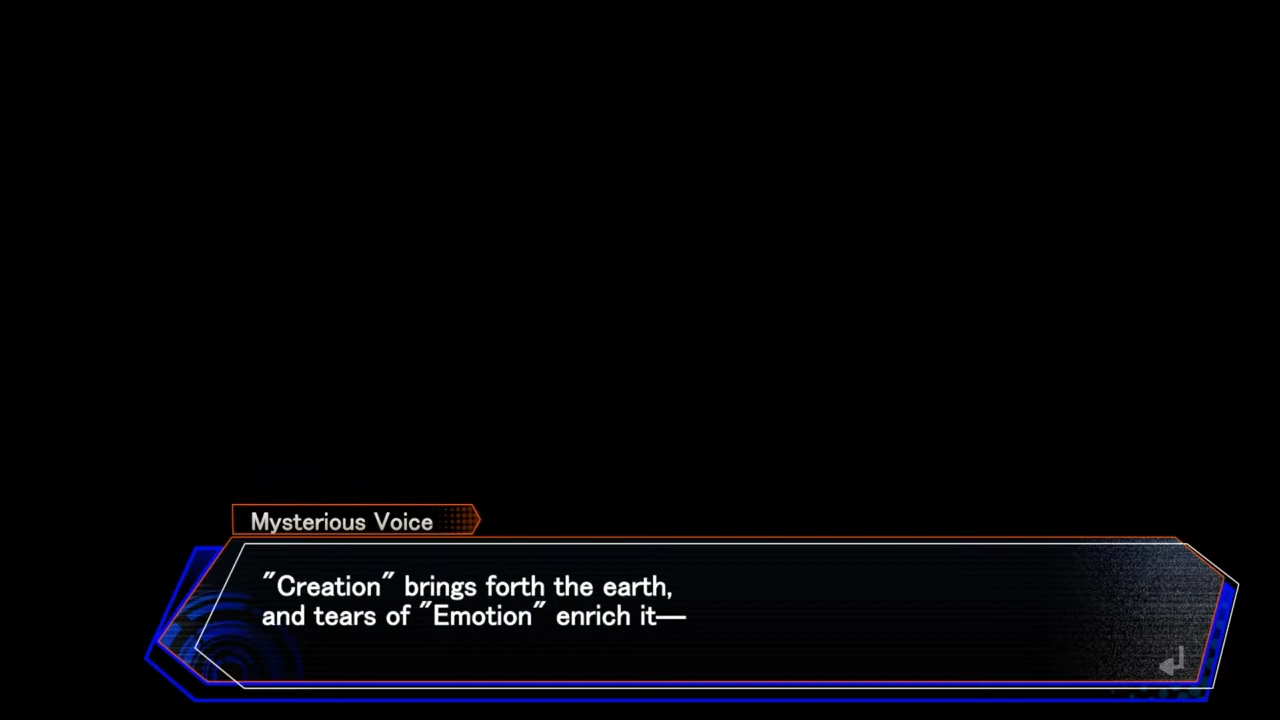 Mysterious Voice
"Creation" brings forth the earth,
and tears of "Emotion" enrich it—